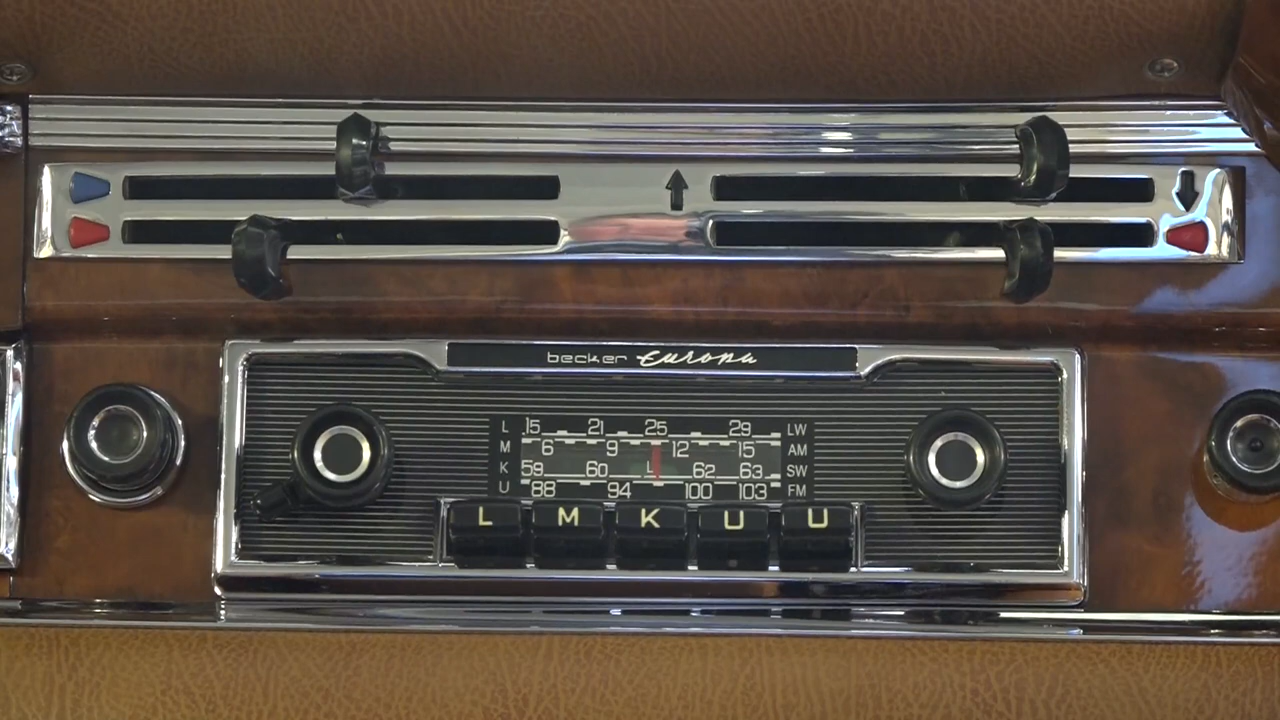 becker Europa
L 15 21 25 29 LW
M 6 9 12 15 AM
K 59 60 L 62 63 SW
U 88 94 100 103 FM
L M K U U